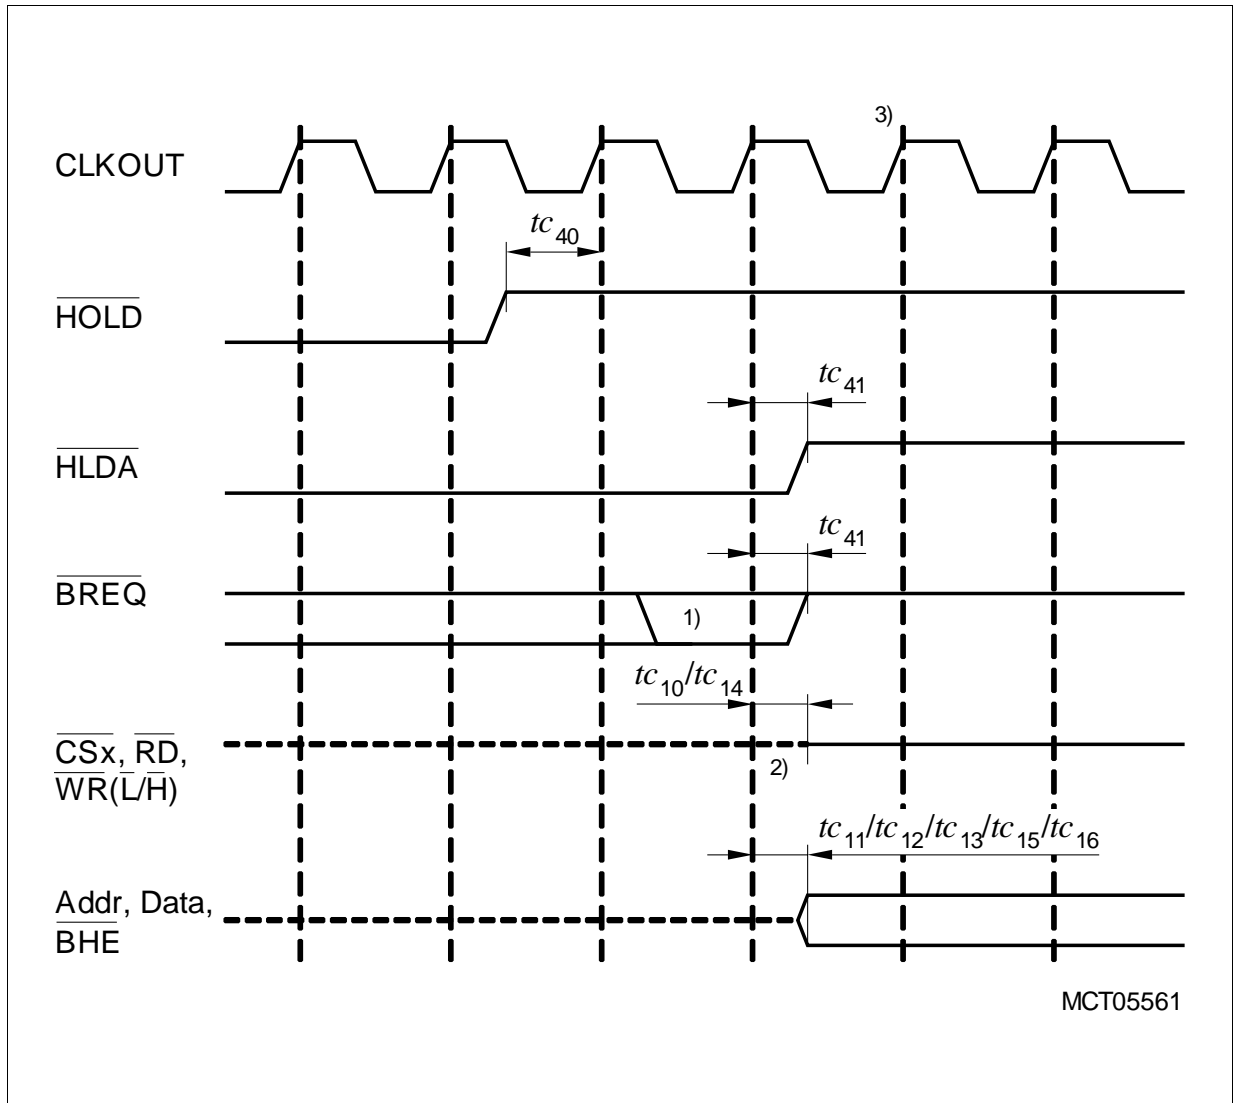 3)
CLKOUT
tc40
HOLD
tc41
HLDA
tc41
BREQ
1)
tc10/tc14
CSx, RD,
WR(L/H)
2)
tc11/tc12/tc13/tc15/tc16
Addr, Data,
BHE
MCT05561